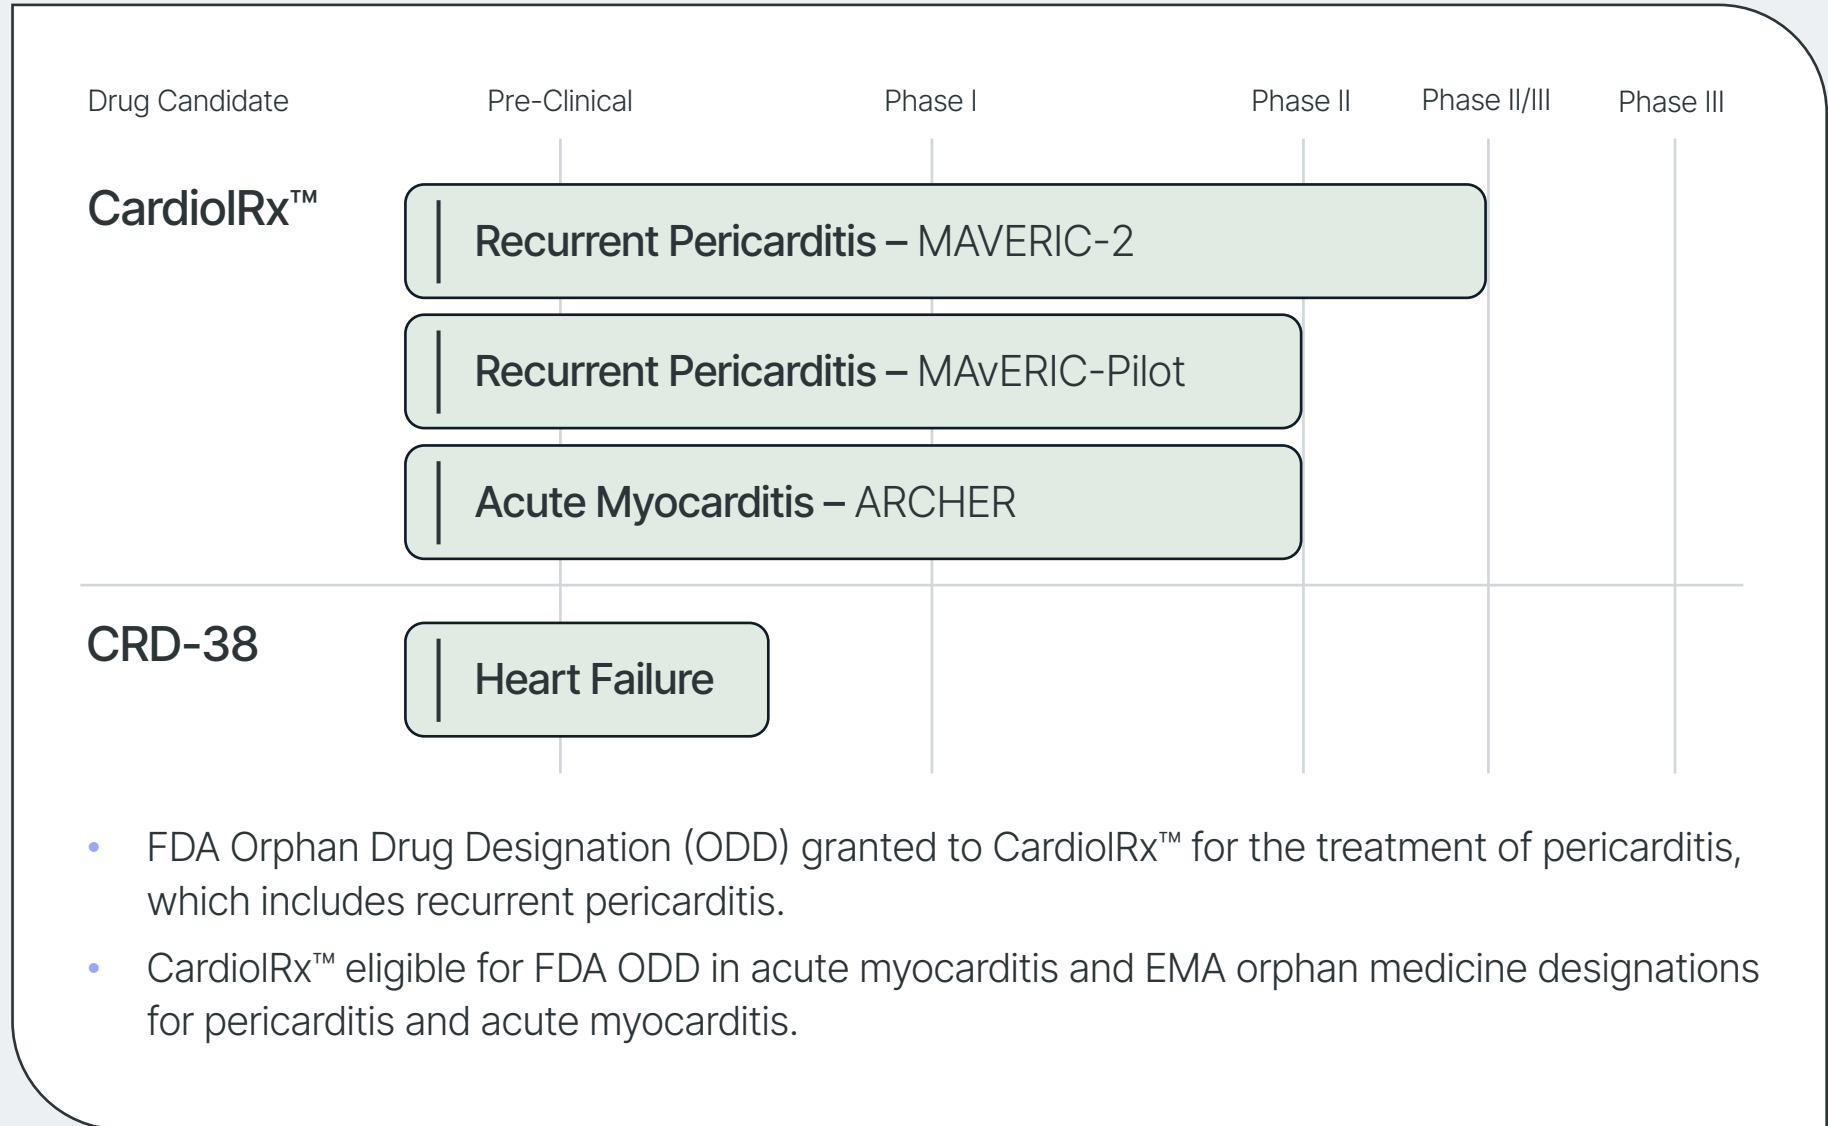 Drug Candidate Pre-Clinical Phase I Phase II Phase II/III Phase III
CardiolRx™
Recurrent Pericarditis – MAVERIC-2
Recurrent Pericarditis – MAvERIC-Pilot
Acute Myocarditis – ARCHER
CRD-38
Heart Failure
• FDA Orphan Drug Designation (ODD) granted to CardiolRx™ for the treatment of pericarditis,
which includes recurrent pericarditis.
• CardiolRx™ eligible for FDA ODD in acute myocarditis and EMA orphan medicine designations
for pericarditis and acute myocarditis.